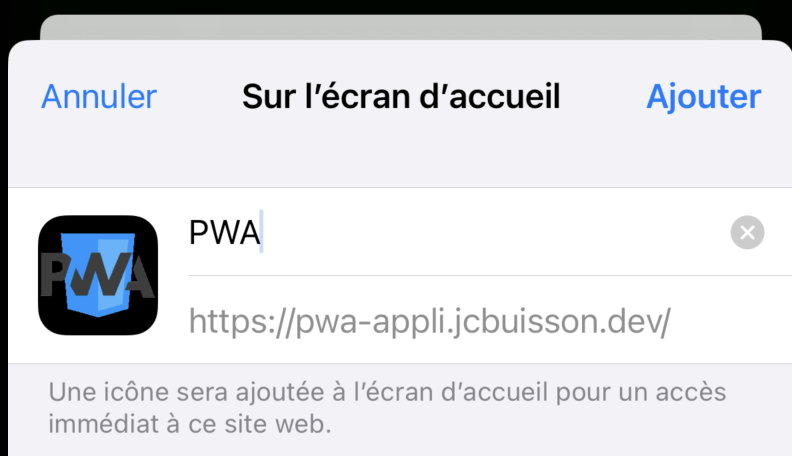 Annuler Sur l’écran d’accueil Ajouter
PWA
PWA
https://pwa-appli.jcbuisson.dev/
Une icône sera ajoutée à l’écran d’accueil pour un accès
immédiat à ce site web.